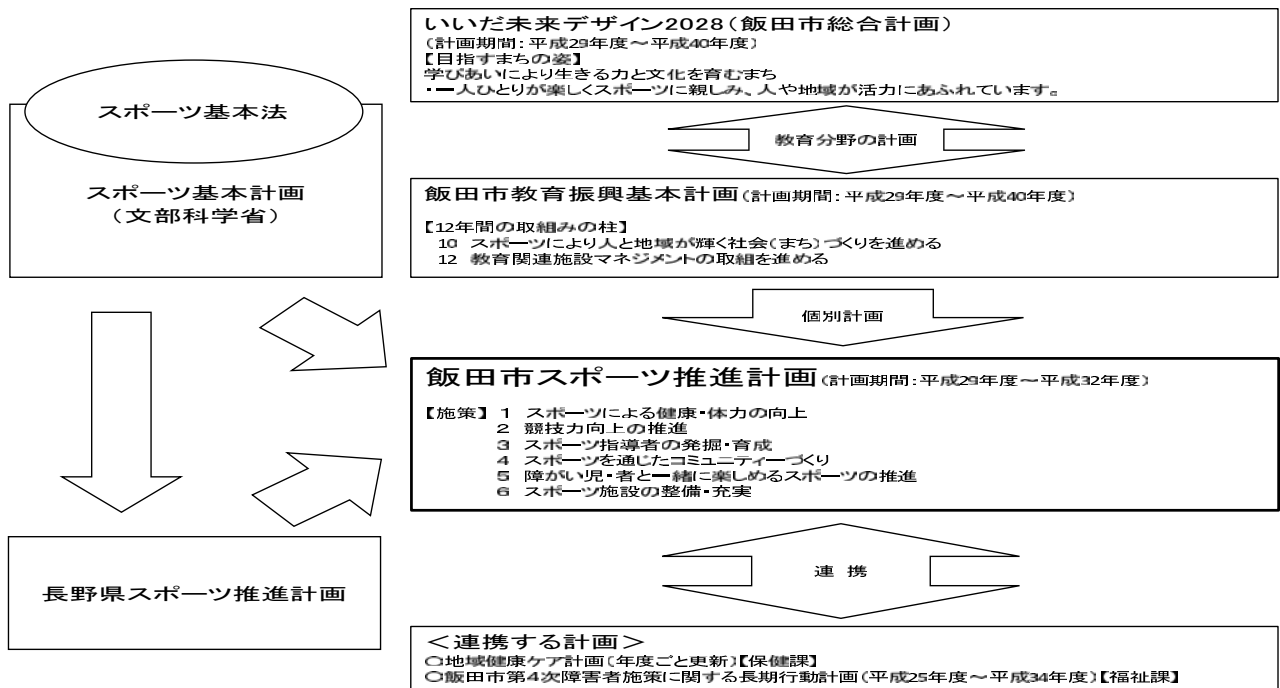 いいだ未来デザイン2028(飯田市総合計画)
(計画期間:平成29年度~平成40年度)
【目指すまちの姿】
学びあいにより生きる力と文化を育むまち
・一人ひとりが楽しくスポーツに親しみ、人や地域が活力にあふれています。
スポーツ基本法
スポーツ基本計画
(文部科学省)
教育分野の計画
飯田市教育振興基本計画(計画期間:平成29年度~平成40年度)
【12年間の取組みの柱】
10 スポーツにより人と地域が輝く社会(まち)づくりを進める
12 教育関連施設マネジメントの取組を進める
個別計画
飯田市スポーツ推進計画(計画期間:平成29年度~平成32年度)
【施策】 1 スポーツによる健康・体力の向上
2 競技力向上の推進
3 スポーツ指導者の発掘・育成
4 スポーツを通じたコミュニティーづくり
5 障がい児・者と一緒に楽しめるスポーツの推進
6 スポーツ施設の整備・充実
長野県スポーツ推進計画
連 携
<連携する計画>
○地域健康ケア計画(年度ごと更新)【保健課】
○飯田市第4次障害者施策に関する長期行動計画(平成25年度~平成34年度)【福祉課】